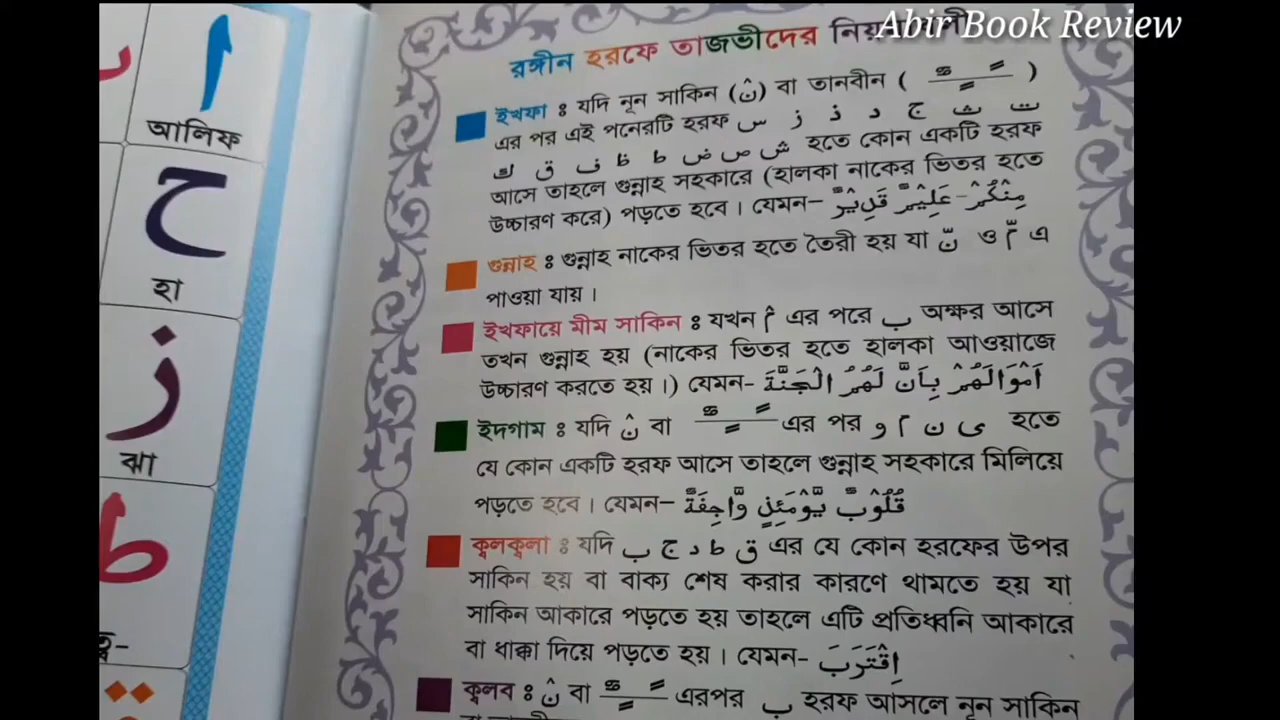 Abir Book Review
রঙ্গীন হরফে তাজভীদের
ইখফা ঃ যদি নূন সাকিন (نْ) বা তানবীন ( ـًـٍـٌ )
এর পর এই পনেরটি হরফ ت ث ج د ذ ز س
ش ص ض ط ظ ف ق ك হতে কোন একটি হরফ
আসে তাহলে গুন্নাহ সহকারে (হালকা নাকের ভিতর হতে
উচ্চারণ করে) পড়তে হবে। যেমন– مِنْكُمْ – عَلِيْمٌ قَدِيْرٌ
গুন্নাহ ঃ গুন্নাহ নাকের ভিতর হতে তৈরী হয় যা نّ ও مّ এ
পাওয়া যায়।
ইখফায়ে মীম সাকিন ঃ যখন مْ এর পরে ب অক্ষর আসে
তখন গুন্নাহ হয় (নাকের ভিতর হতে হালকা আওয়াজে
উচ্চারণ করতে হয়।) যেমন- اَمْوَالَهُمْ بِاَنَّ لَهُمُ الْجَنَّةَ
ইদগাম ঃ যদি نْ বা ـًـٍـٌ এর পর ى ن م و হতে
যে কোন একটি হরফ আসে তাহলে গুন্নাহ সহকারে মিলিয়ে
পড়তে হবে। যেমন– قُلُوْبٌ يَّوْمَئِذٍ وَّاجِفَةٌ
ক্বলক্বলা ঃ যদি ق ط د ج ب এর যে কোন হরফের উপর
সাকিন হয় বা বাক্য শেষ করার কারণে থামতে হয় যা
সাকিন আকারে পড়তে হয় তাহলে এটি প্রতিধ্বনি আকারে
বা ধাক্কা দিয়ে পড়তে হয়। যেমন- اِقْتَرَبَ
ক্বলব ঃ نْ বা ـًـٍـٌ এরপর ب হরফ আসলে নূন সাকিন
ا
আলিফ
ح
হা
ز
ঝা
ط